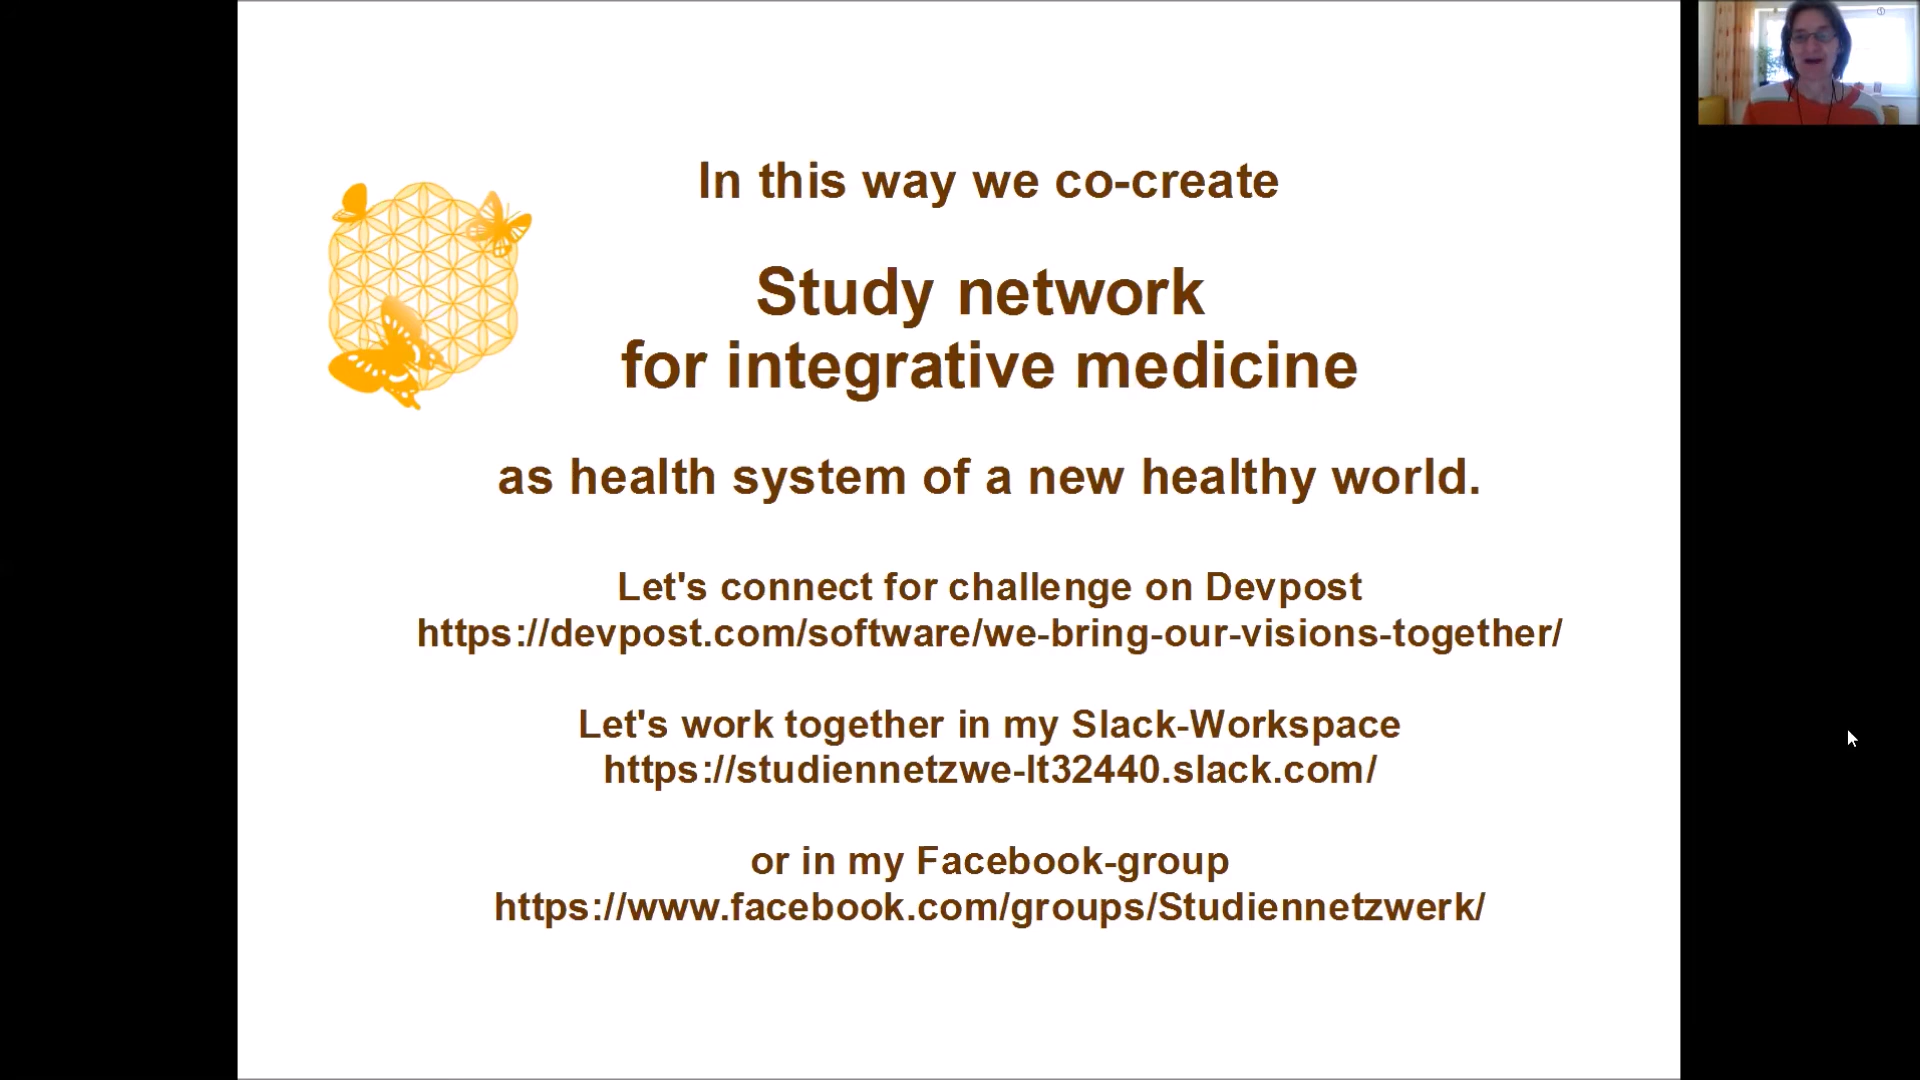 In this way we co-create
Study network
for integrative medicine
as health system of a new healthy world.
Let's connect for challenge on Devpost
https://devpost.com/software/we-bring-our-visions-together/
Let's work together in my Slack-Workspace
https://studiennetzwe-lt32440.slack.com/
or in my Facebook-group
https://www.facebook.com/groups/Studiennetzwerk/